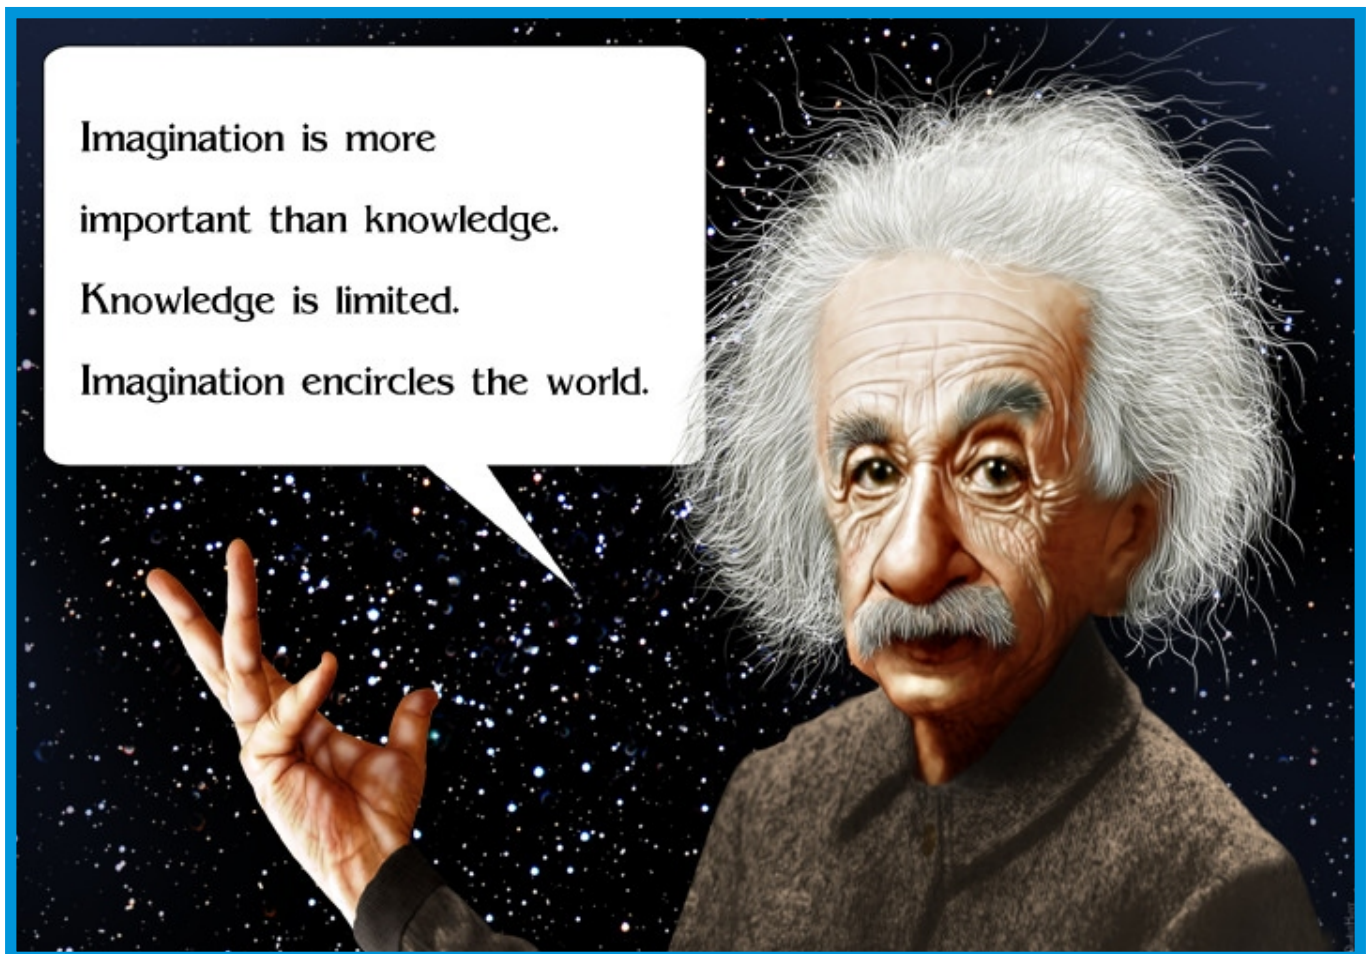 Imagination is more
important than knowledge.
Knowledge is limited.
Imagination encircles the world.